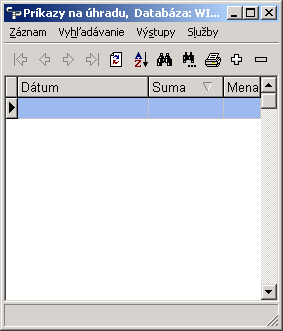 Príkazy na úhradu, Databáza: WI...
Záznam Vyhľadávanie Výstupy Služby
Dátum Suma Mena